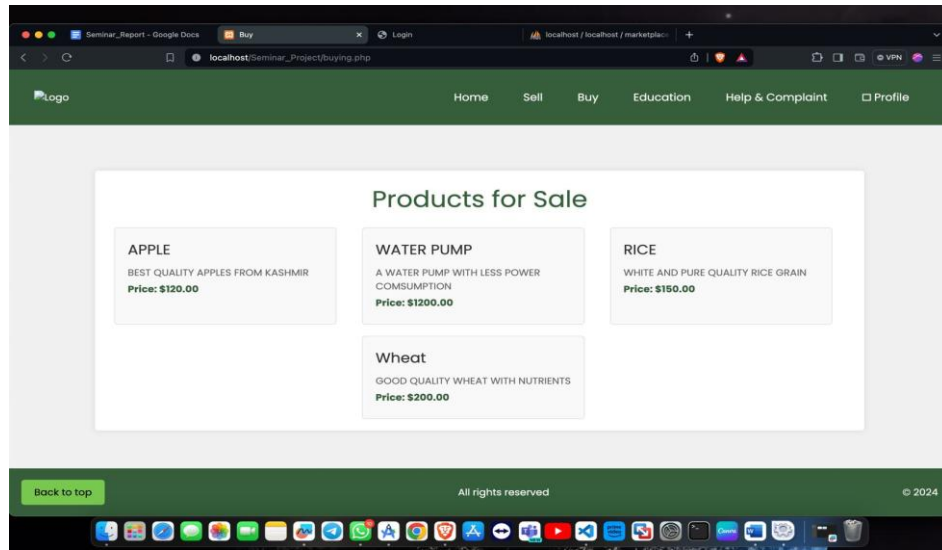 Seminar_Report - Google Docs
Buy
Login
localhost / localhost / marketplace
localhost/Seminar_Project/buying.php
VPN
Logo
Home
Sell
Buy
Education
Help & Complaint
Profile
Products for Sale
APPLE
BEST QUALITY APPLES FROM KASHMIR
Price: $120.00
WATER PUMP
A WATER PUMP WITH LESS POWER
COMSUMPTION
Price: $1200.00
RICE
WHITE AND PURE QUALITY RICE GRAIN
Price: $150.00
Wheat
GOOD QUALITY WHEAT WITH NUTRIENTS
Price: $200.00
Back to top
All rights reserved
© 2024